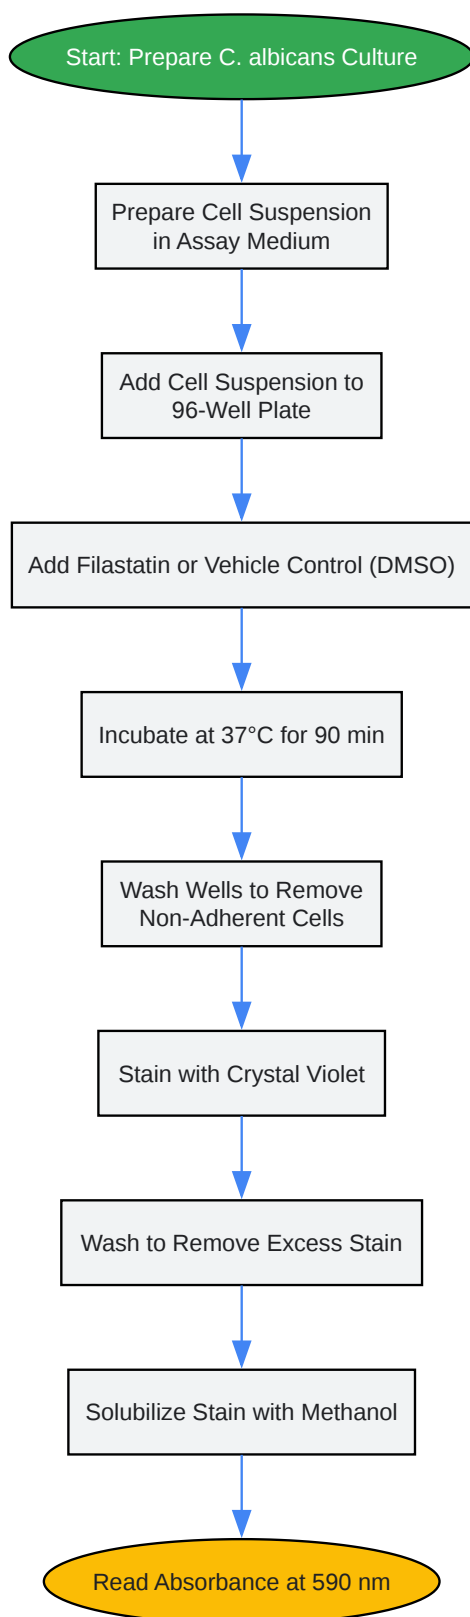 Start: Prepare C. albicans Culture
Prepare Cell Suspension
in Assay Medium
Add Cell Suspension to
96-Well Plate
Add Filastatin or Vehicle Control (DMSO)
Incubate at 37°C for 90 min
Wash Wells to Remove
Non-Adherent Cells
Stain with Crystal Violet
Wash to Remove Excess Stain
Solubilize Stain with Methanol
Read Absorbance at 590 nm